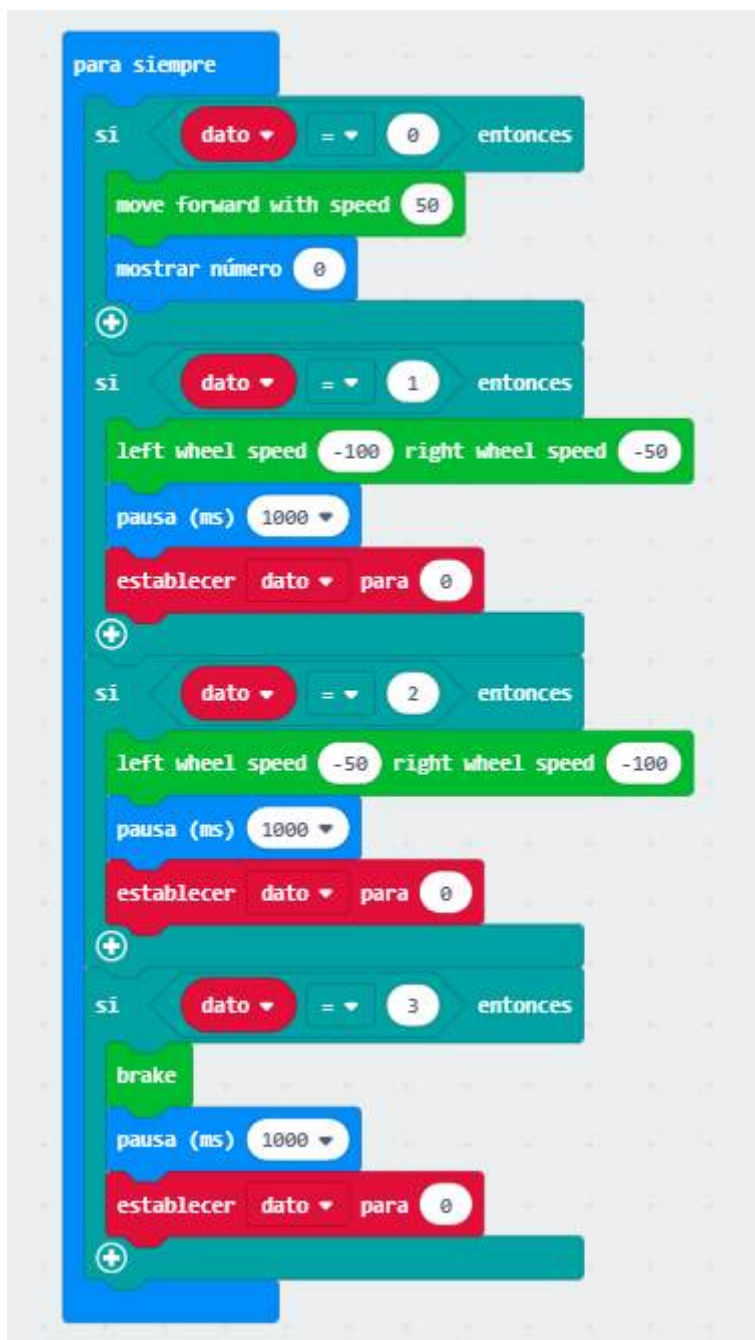 para siempre
si dato = 0 entonces
move forward with speed 50
mostrar número 0
si dato = 1 entonces
left wheel speed -100 right wheel speed -50
pausa (ms) 1000
establecer dato para 0
si dato = 2 entonces
left wheel speed -50 right wheel speed -100
pausa (ms) 1000
establecer dato para 0
si dato = 3 entonces
brake
pausa (ms) 1000
establecer dato para 0